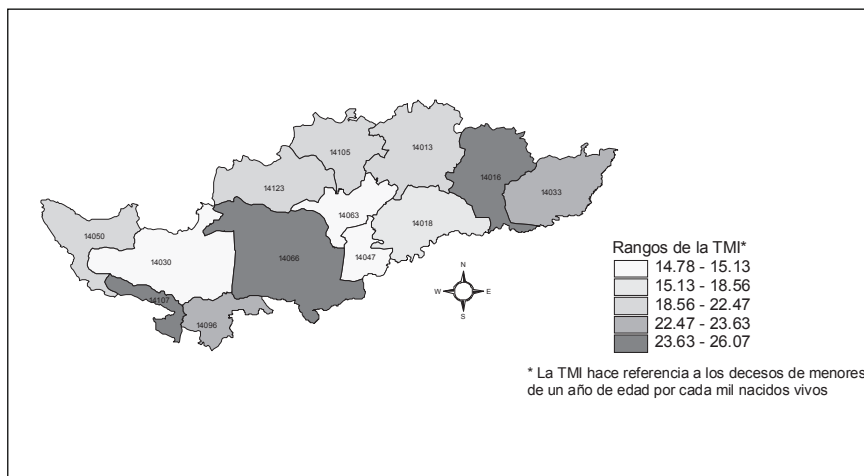 14105
14013
14016
14033
14123
14063
14018
14050
14030
14066
14047
14107
14096
N
W
E
S
Rangos de la TMI*
14.78 - 15.13
15.13 - 18.56
18.56 - 22.47
22.47 - 23.63
23.63 - 26.07
* La TMI hace referencia a los decesos de menores
de un año de edad por cada mil nacidos vivos